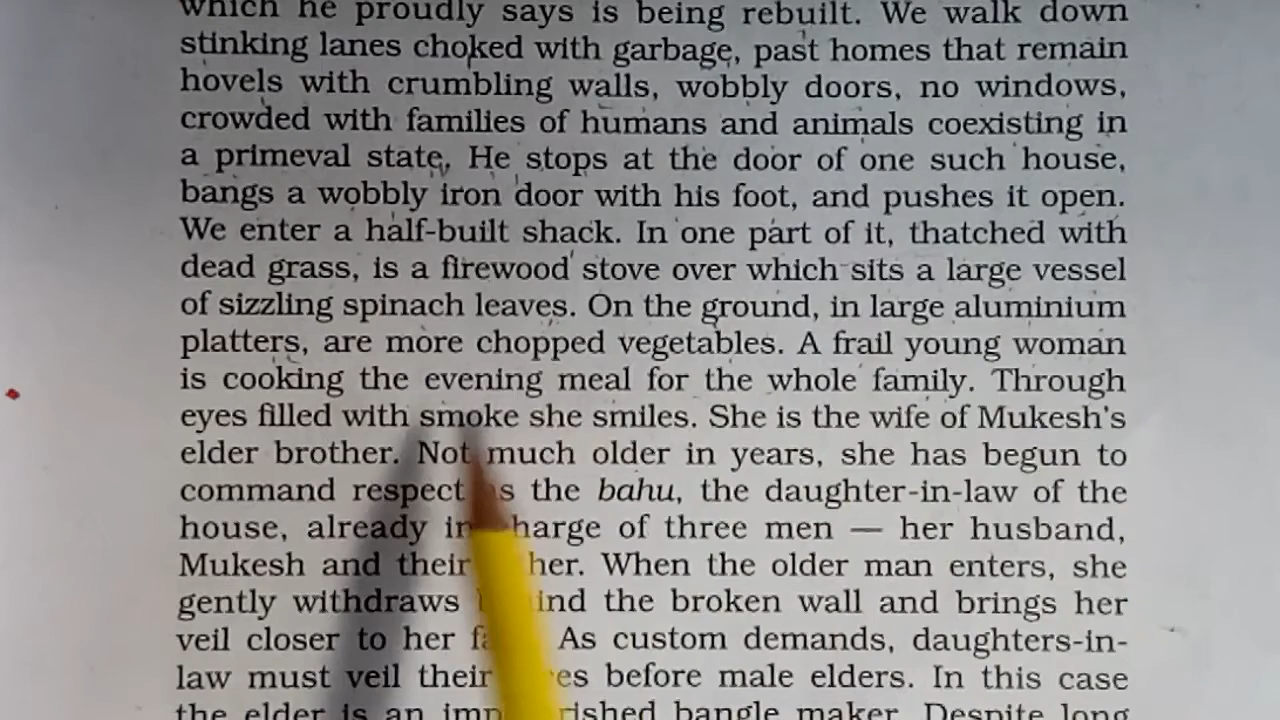 which he proudly says is being rebuilt. We walk down
stinking lanes choked with garbage, past homes that remain
hovels with crumbling walls, wobbly doors, no windows,
crowded with families of humans and animals coexisting in
a primeval state. He stops at the door of one such house,
bangs a wobbly iron door with his foot, and pushes it open.
We enter a half-built shack. In one part of it, thatched with
dead grass, is a firewood stove over which sits a large vessel
of sizzling spinach leaves. On the ground, in large aluminium
platters, are more chopped vegetables. A frail young woman
is cooking the evening meal for the whole family. Through
eyes filled with smoke she smiles. She is the wife of Mukesh's
elder brother. Not much older in years, she has begun to
command respect the bahu, the daughter-in-law of the
house, already of three men — her husband,
Mukesh and their When the older man enters, she
gently withdraws the broken wall and brings her
veil closer to her As custom demands, daughters-in-
law must veil their before male elders. In this case
the elder is an bangle maker. Despite long